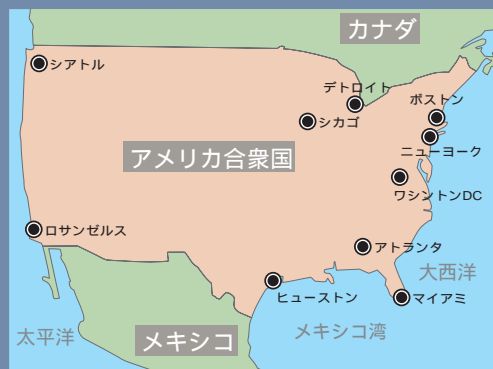 カナダ
シアトル
デトロイト
ボストン
シカゴ
ニューヨーク
アメリカ合衆国
ワシントンDC
ロサンゼルス
アトランタ
大西洋
ヒューストン
マイアミ
メキシコ湾
太平洋
メキシコ